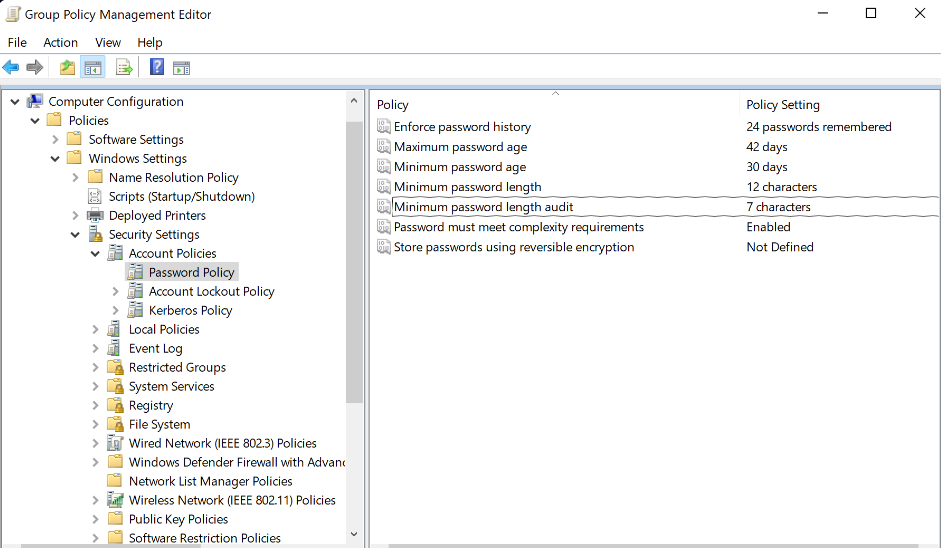 Group Policy Management Editor
File Action View Help
Computer Configuration
Policies
Software Settings
Windows Settings
Name Resolution Policy
Scripts (Startup/Shutdown)
Deployed Printers
Security Settings
Account Policies
Password Policy
Account Lockout Policy
Kerberos Policy
Local Policies
Event Log
Restricted Groups
System Services
Registry
File System
Wired Network (IEEE 802.3) Policies
Windows Defender Firewall with Advanc
Network List Manager Policies
Wireless Network (IEEE 802.11) Policies
Public Key Policies
Software Restriction Policies
Policy Policy Setting
Enforce password history 24 passwords remembered
Maximum password age 42 days
Minimum password age 30 days
Minimum password length 12 characters
Minimum password length audit 7 characters
Password must meet complexity requirements Enabled
Store passwords using reversible encryption Not Defined